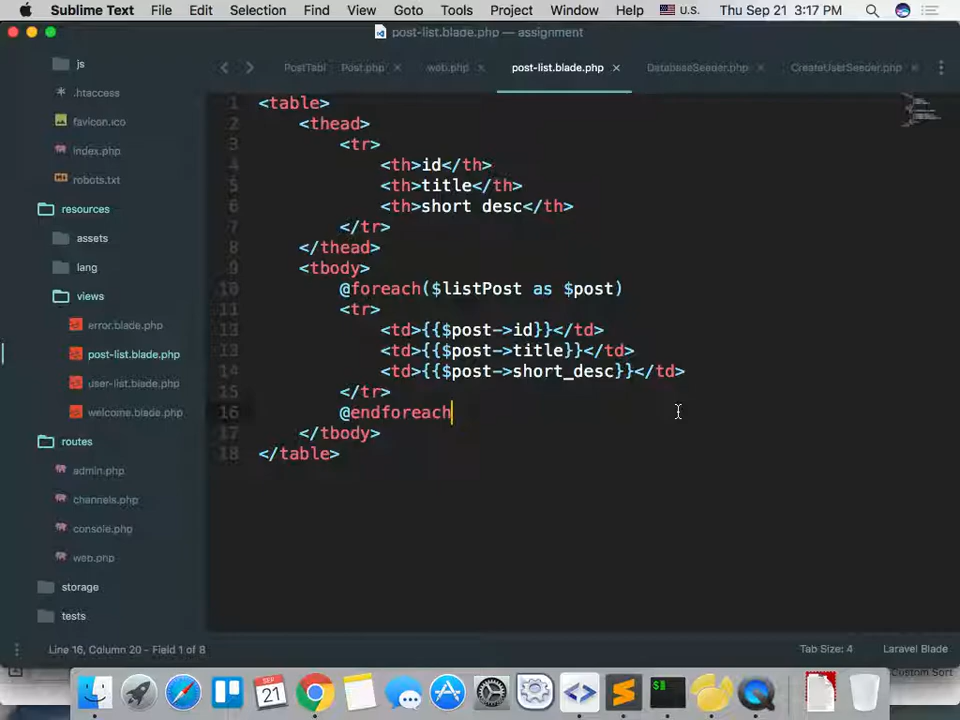 Sublime Text File Edit Selection Find View Goto Tools Project Window Help U.S. Thu Sep 21 3:17 PM
post-list.blade.php — assignment
PostTabl Post.php × web.php × post-list.blade.php × DatabaseSeeder.php × CreateUserSeeder.php ×
js
.htaccess
favicon.ico
index.php
robots.txt
resources
assets
lang
views
error.blade.php
post-list.blade.php
user-list.blade.php
welcome.blade.php
routes
admin.php
channels.php
console.php
web.php
storage
tests
1 <table>
2 <thead>
3 <tr>
4 <th>id</th>
5 <th>title</th>
6 <th>short desc</th>
7 </tr>
8 </thead>
9 <tbody>
10 @foreach($listPost as $post)
11 <tr>
12 <td>{{$post->id}}</td>
13 <td>{{$post->title}}</td>
14 <td>{{$post->short_desc}}</td>
15 </tr>
16 @endforeach
17 </tbody>
18 </table>
Line 16, Column 20 - Field 1 of 8 Tab Size: 4 Laravel Blade
Custom Sort
SEP
21